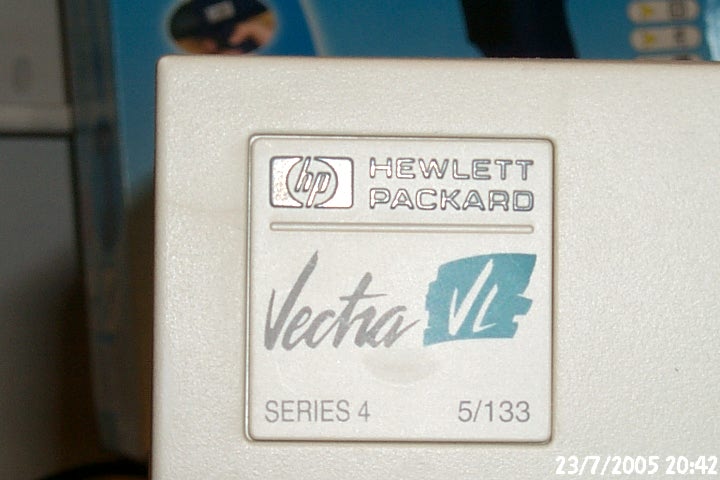 hp HEWLETT
PACKARD
Vectra VL
SERIES 4 5/133
23/7/2005 20:42